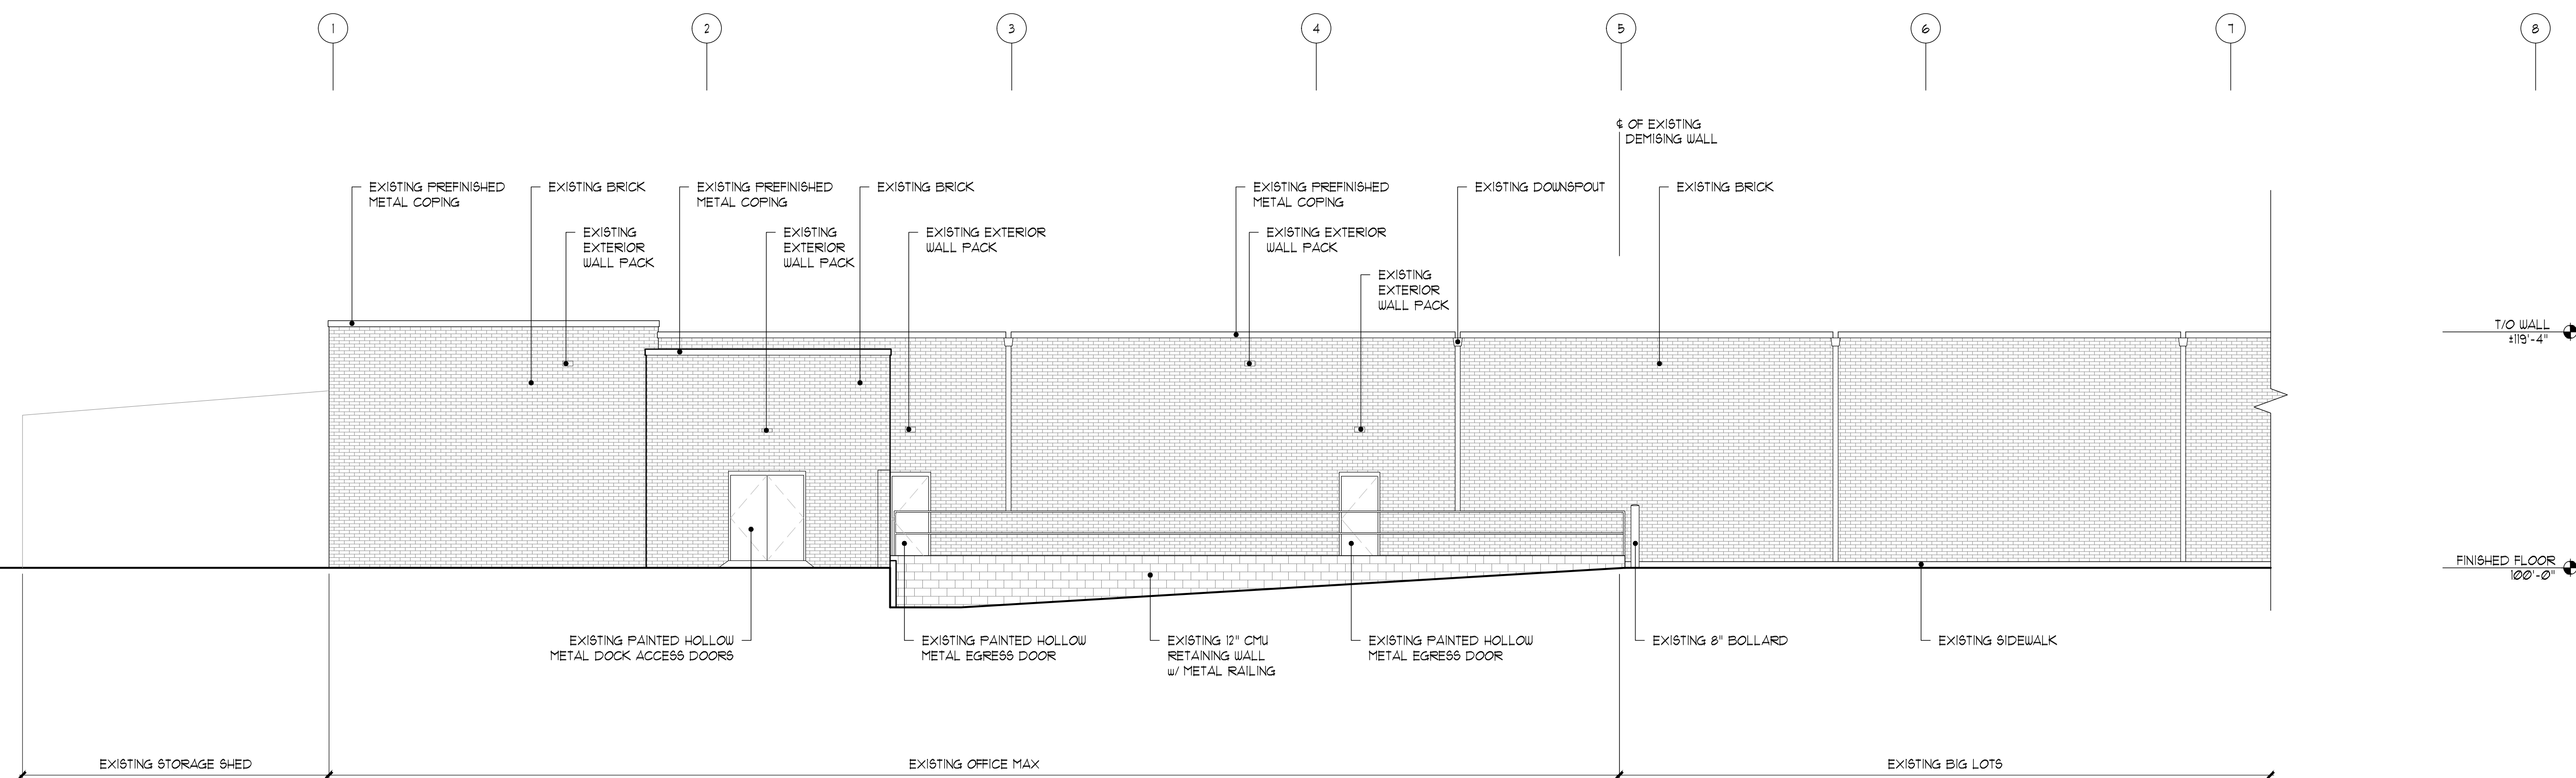 1
2
3
4
5
6
7
8
℄ OF EXISTING
DEMISING WALL
EXISTING PREFINISHED
METAL COPING
EXISTING BRICK
EXISTING PREFINISHED
METAL COPING
EXISTING BRICK
EXISTING PREFINISHED
METAL COPING
EXISTING DOWNSPOUT
EXISTING BRICK
EXISTING
EXTERIOR
WALL PACK
EXISTING
EXTERIOR
WALL PACK
EXISTING EXTERIOR
WALL PACK
EXISTING EXTERIOR
WALL PACK
EXISTING
EXTERIOR
WALL PACK
T/O WALL
±119'-4"
FINISHED FLOOR
100'-0"
EXISTING PAINTED HOLLOW
METAL DOCK ACCESS DOORS
EXISTING PAINTED HOLLOW
METAL EGRESS DOOR
EXISTING 12" CMU
RETAINING WALL
w/ METAL RAILING
EXISTING PAINTED HOLLOW
METAL EGRESS DOOR
EXISTING 8" BOLLARD
EXISTING SIDEWALK
EXISTING STORAGE SHED
EXISTING OFFICE MAX
EXISTING BIG LOTS